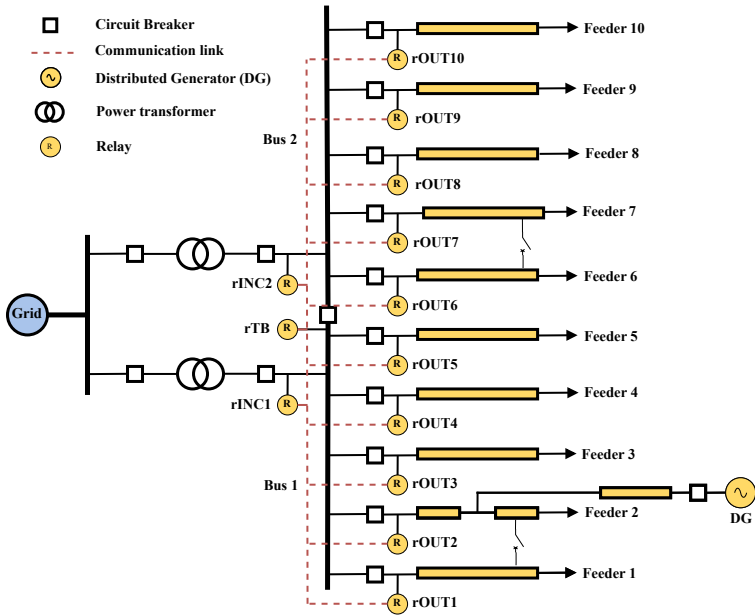 Circuit Breaker
Communication link
Distributed Generator (DG)
Power transformer
R
Relay
Grid
Bus 2
Bus 1
R
rINC2
rTB
R
R
rINC1
Feeder 10
R
rOUT10
Feeder 9
R
rOUT9
Feeder 8
R
rOUT8
Feeder 7
R
rOUT7
Feeder 6
R
rOUT6
Feeder 5
R
rOUT5
Feeder 4
R
rOUT4
Feeder 3
R
rOUT3
DG
Feeder 2
R
rOUT2
Feeder 1
R
rOUT1